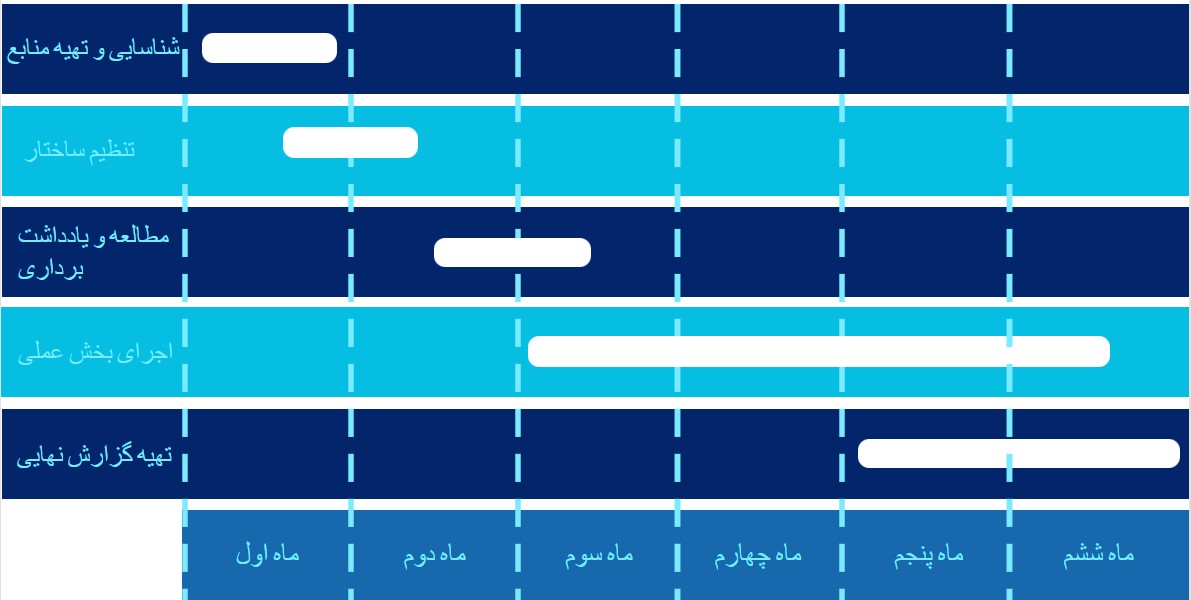 شناسایی و تهیه منابع
تنظیم ساختار
مطالعه و یادداشت
برداری
اجرای بخش عملی
تهیه گزارش نهایی
ماه اول
ماه دوم
ماه سوم
ماه چهارم
ماه پنجم
ماه ششم